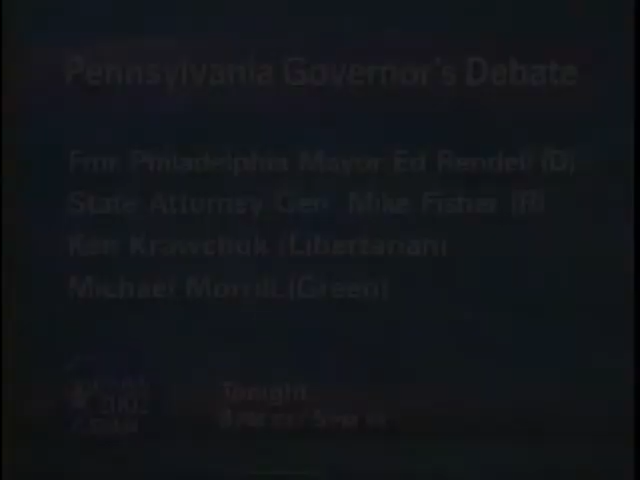 Pennsylvania Governor's Debate
Fmr. Philadelphia Mayor Ed Rendell (D)
State Attorney Gen. Mike Fisher (R)
Ken Krawchuk (Libertarian)
Michael Morrill (Green)
Tonight